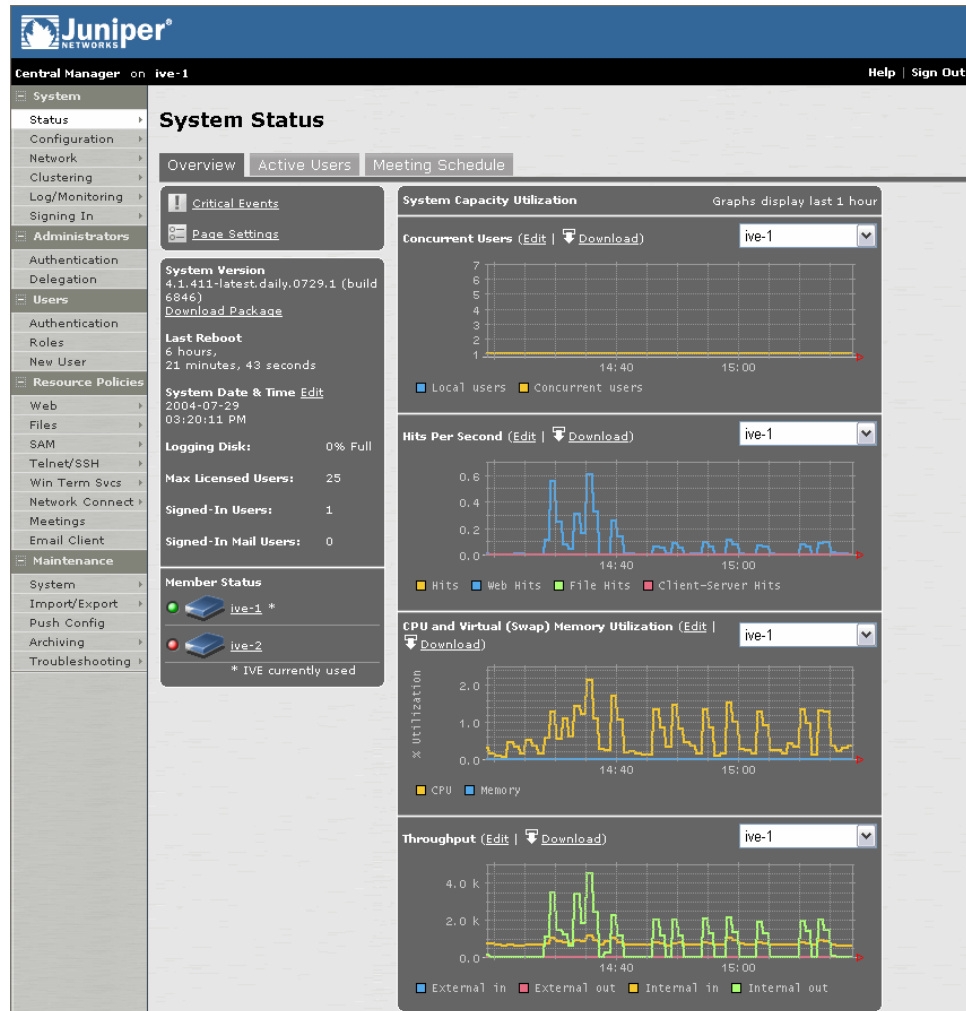 Juniper®
NETWORKS
Central Manager on ive-1
Help | Sign Out
System
Status
Configuration
Network
Clustering
Log/Monitoring
Signing In
Administrators
Authentication
Delegation
Users
Authentication
Roles
New User
Resource Policies
Web
Files
SAM
Telnet/SSH
Win Term Svcs
Network Connect
Meetings
Email Client
Maintenance
System
Import/Export
Push Config
Archiving
Troubleshooting
System Status
Overview
Active Users
Meeting Schedule
Critical Events
Page Settings
System Version
4.1.411-latest.daily.0729.1 (build
6846)
Download Package
Last Reboot
6 hours,
21 minutes, 43 seconds
System Date & Time Edit
2004-07-29
03:20:11 PM
Logging Disk: 0% Full
Max Licensed Users: 25
Signed-In Users: 1
Signed-In Mail Users: 0
Member Status
ive-1 *
ive-2
* IVE currently used
System Capacity Utilization
Graphs display last 1 hour
Concurrent Users (Edit | Download)
ive-1
7
6
5
4
3
2
1
14:40 15:00
Local users Concurrent users
Hits Per Second (Edit | Download)
ive-1
0.6
0.4
0.2
0.0
14:40 15:00
Hits Web Hits File Hits Client-Server Hits
CPU and Virtual (Swap) Memory Utilization (Edit |
Download)
ive-1
% Utilization
2.0
1.0
0.0
14:40 15:00
CPU Memory
Throughput (Edit | Download)
ive-1
4.0 k
2.0 k
0.0
14:40 15:00
External in External out Internal in Internal out